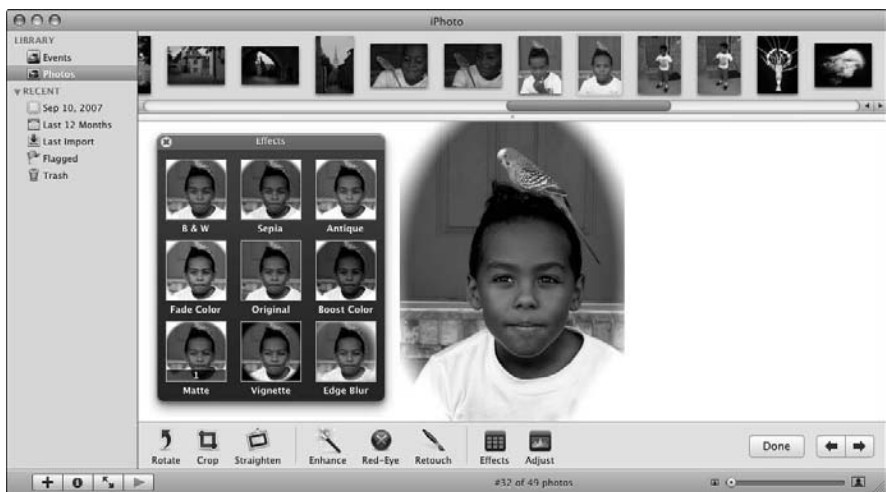 iPhoto
LIBRARY
Events
Photos
RECENT
Sep 10, 2007
Last 12 Months
Last Import
Flagged
Trash
Effects
B & W Sepia Antique
Fade Color Original Boost Color
1
Matte Vignette Edge Blur
Rotate Crop Straighten Enhance Red-Eye Retouch Effects Adjust Done
#32 of 49 photos